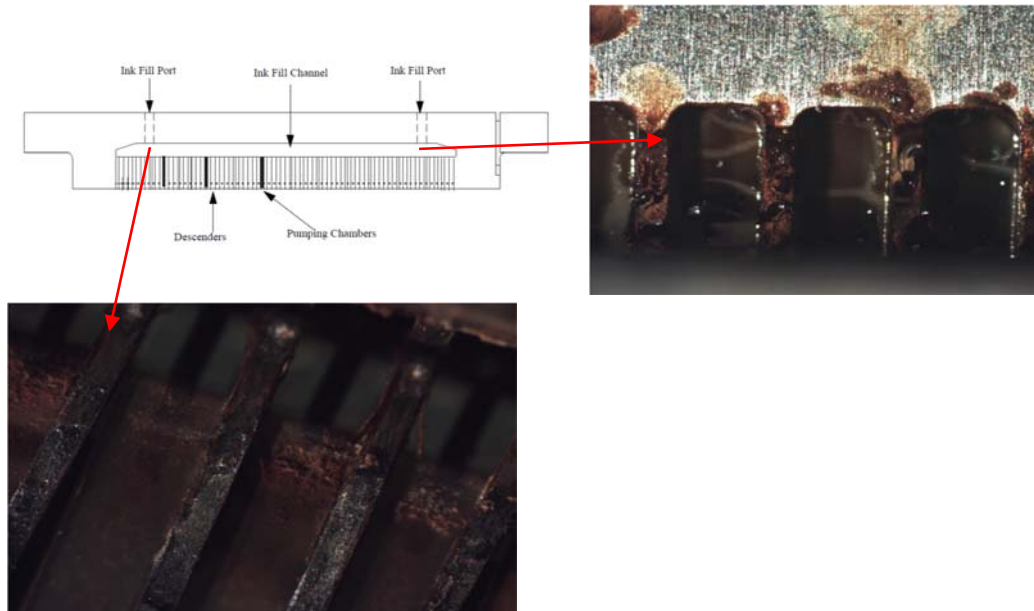 Ink Fill Port
Ink Fill Channel
Ink Fill Port
Descenders
Pumping Chambers